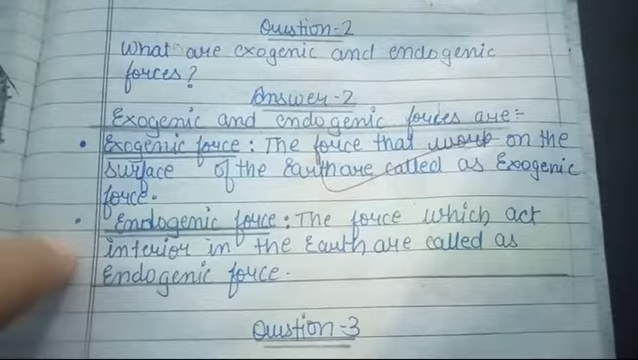 Question-2
What are exogenic and endogenic
forces?
Answer-2
Exogenic and endogenic forces are:-
• Exogenic force: The force that work on the
surface of the Earth are called as Exogenic
force.
• Endogenic force: The force which act
interior in the Earth are called as
Endogenic force.
Question-3